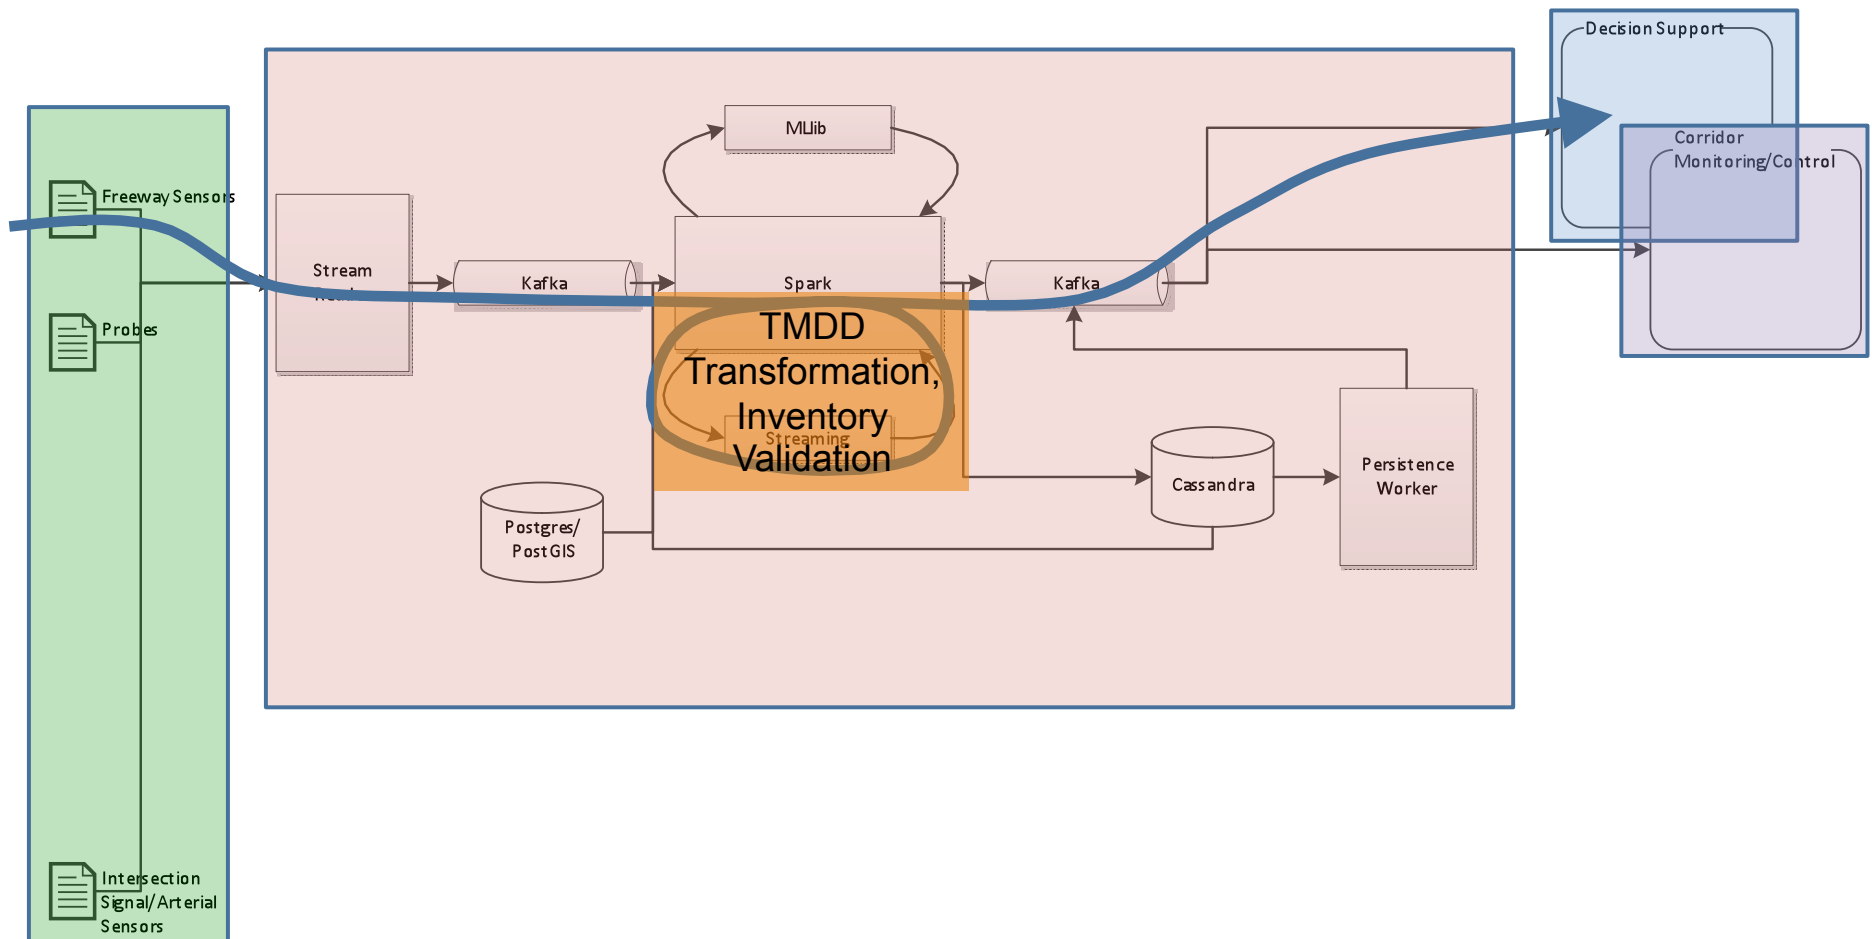 Decision Support
Corridor
Monitoring/Control
MLlib
Freeway Sensors
Stream
Kafka
Spark
Kafka
Probes
TMDD
Transformation,
Inventory
Streaming
Validation
Cassandra
Persistence
Worker
Postgres/
PostGIS
Intersection
Signal/Arterial
Sensors